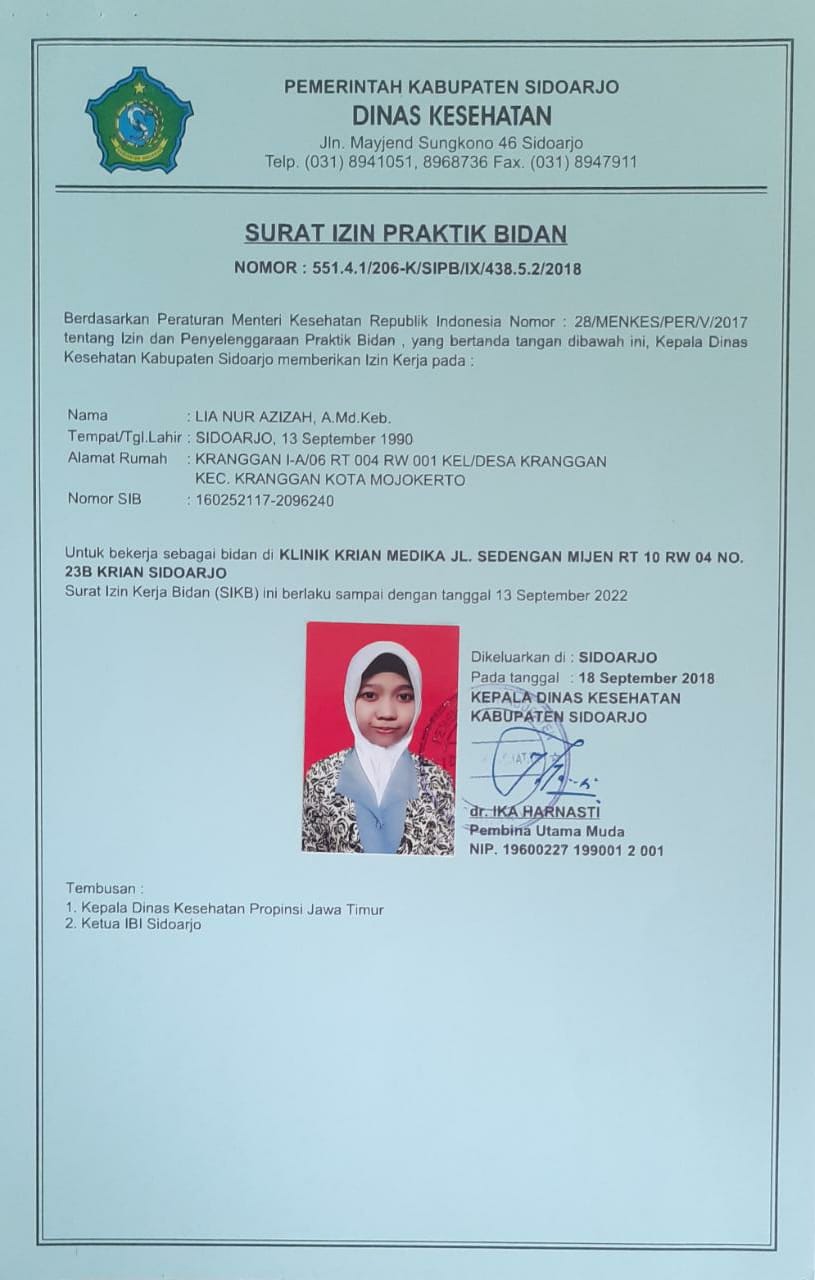 PEMERINTAH KABUPATEN SIDOARJO
DINAS KESEHATAN
Jln. Mayjend Sungkono 46 Sidoarjo
Telp. (031) 8941051, 8968736 Fax. (031) 8947911
SURAT IZIN PRAKTIK BIDAN
NOMOR : 551.4.1/206-K/SIPB/IX/438.5.2/2018
Berdasarkan Peraturan Menteri Kesehatan Republik Indonesia Nomor : 28/MENKES/PER/V/2017
tentang Izin dan Penyelenggaraan Praktik Bidan , yang bertanda tangan dibawah ini, Kepala Dinas
Kesehatan Kabupaten Sidoarjo memberikan Izin Kerja pada :
Nama : LIA NUR AZIZAH, A.Md.Keb.
Tempat/Tgl.Lahir : SIDOARJO, 13 September 1990
Alamat Rumah : KRANGGAN I-A/06 RT 004 RW 001 KEL/DESA KRANGGAN
KEC. KRANGGAN KOTA MOJOKERTO
Nomor SIB : 160252117-2096240
Untuk bekerja sebagai bidan di KLINIK KRIAN MEDIKA JL. SEDENGAN MIJEN RT 10 RW 04 NO.
23B KRIAN SIDOARJO
Surat Izin Kerja Bidan (SIKB) ini berlaku sampai dengan tanggal 13 September 2022
Dikeluarkan di : SIDOARJO
Pada tanggal : 18 September 2018
KEPALA DINAS KESEHATAN
KABUPATEN SIDOARJO
dr. IKA HARNASTI
Pembina Utama Muda
NIP. 19600227 199001 2 001
Tembusan :
1. Kepala Dinas Kesehatan Propinsi Jawa Timur
2. Ketua IBI Sidoarjo